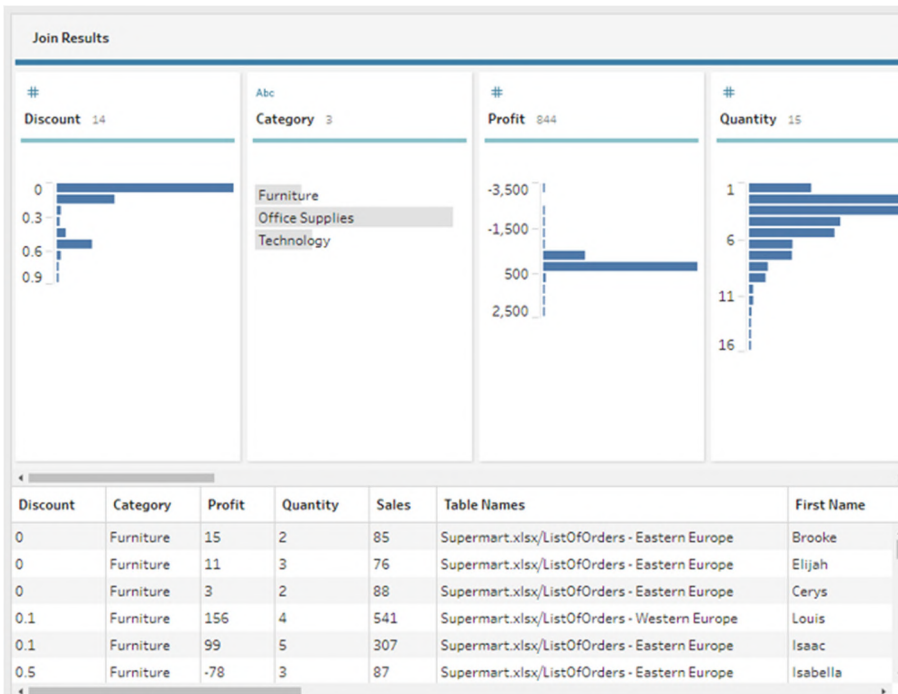 Join Results
# Abc # #
Discount 14 Category 3 Profit 844 Quantity 15
0
0.3
0.6
0.9
Furniture
Office Supplies
Technology
-3,500
-1,500
500
2,500
1
6
11
16
Discount Category Profit Quantity Sales Table Names First Name
0 Furniture 15 2 85 Supermart.xlsx/ListOfOrders - Eastern Europe Brooke
0 Furniture 11 3 76 Supermart.xlsx/ListOfOrders - Eastern Europe Elijah
0 Furniture 3 2 88 Supermart.xlsx/ListOfOrders - Eastern Europe Cerys
0.1 Furniture 156 4 541 Supermart.xlsx/ListOfOrders - Western Europe Louis
0.1 Furniture 99 5 307 Supermart.xlsx/ListOfOrders - Eastern Europe Isaac
0.5 Furniture -78 3 87 Supermart.xlsx/ListOfOrders - Eastern Europe Isabella